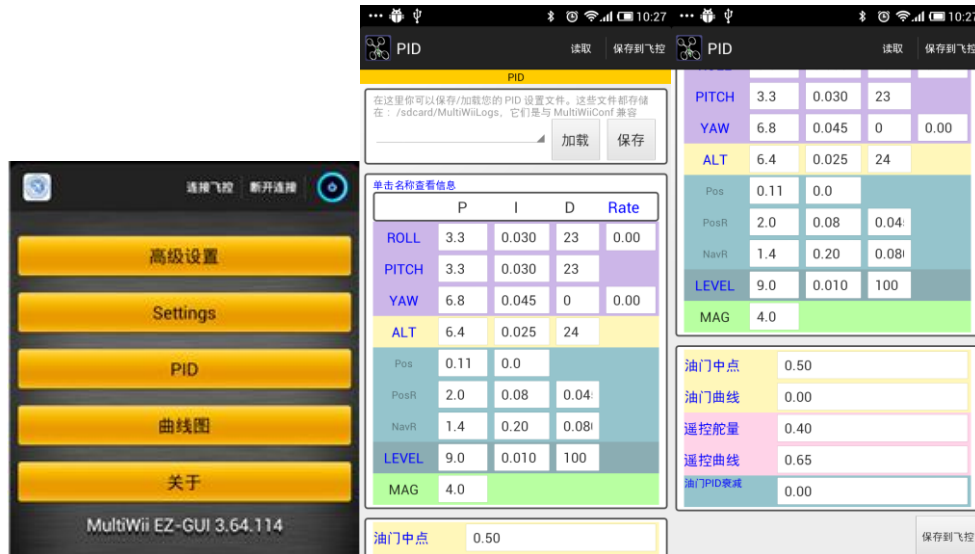 连接飞控 断开连接
高级设置
Settings
PID
曲线图
关于
MultiWii EZ-GUI 3.64.114
10:27
PID 读取 保存到飞控
PID
在这里你可以保存/加载您的 PID 设置文件。这些文件都存储
在：/sdcard/MultiWiiLogs，它们是与 MultiWiiConf 兼容
加载 保存
单击名称查看信息
P I D Rate
ROLL 3.3 0.030 23 0.00
PITCH 3.3 0.030 23
YAW 6.8 0.045 0 0.00
ALT 6.4 0.025 24
Pos 0.11 0.0
PosR 2.0 0.08 0.04
NavR 1.4 0.20 0.08
LEVEL 9.0 0.010 100
MAG 4.0
油门中点 0.50
10:27
PID 读取 保存到飞控
PITCH 3.3 0.030 23
YAW 6.8 0.045 0 0.00
ALT 6.4 0.025 24
Pos 0.11 0.0
PosR 2.0 0.08 0.04
NavR 1.4 0.20 0.08
LEVEL 9.0 0.010 100
MAG 4.0
油门中点 0.50
油门曲线 0.00
遥控舵量 0.40
遥控曲线 0.65
油门PID衰减 0.00
保存到飞控